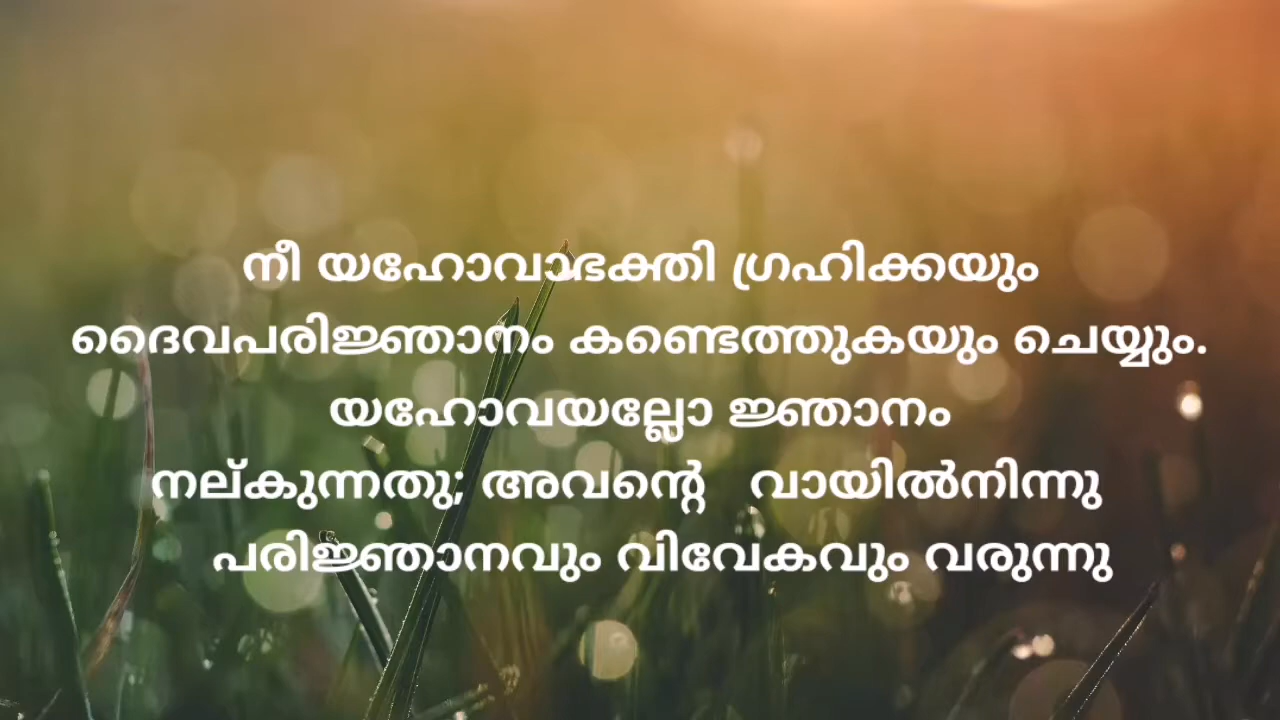 നീ യഹോവാഭക്തി ഗ്രഹിക്കയും
ദൈവപരിജ്ഞാനം കണ്ടെത്തുകയും ചെയ്യും.
യഹോവയല്ലോ ജ്ഞാനം
നല്കുന്നതു; അവന്റെ വായിൽനിന്നു
പരിജ്ഞാനവും വിവേകവും വരുന്നു